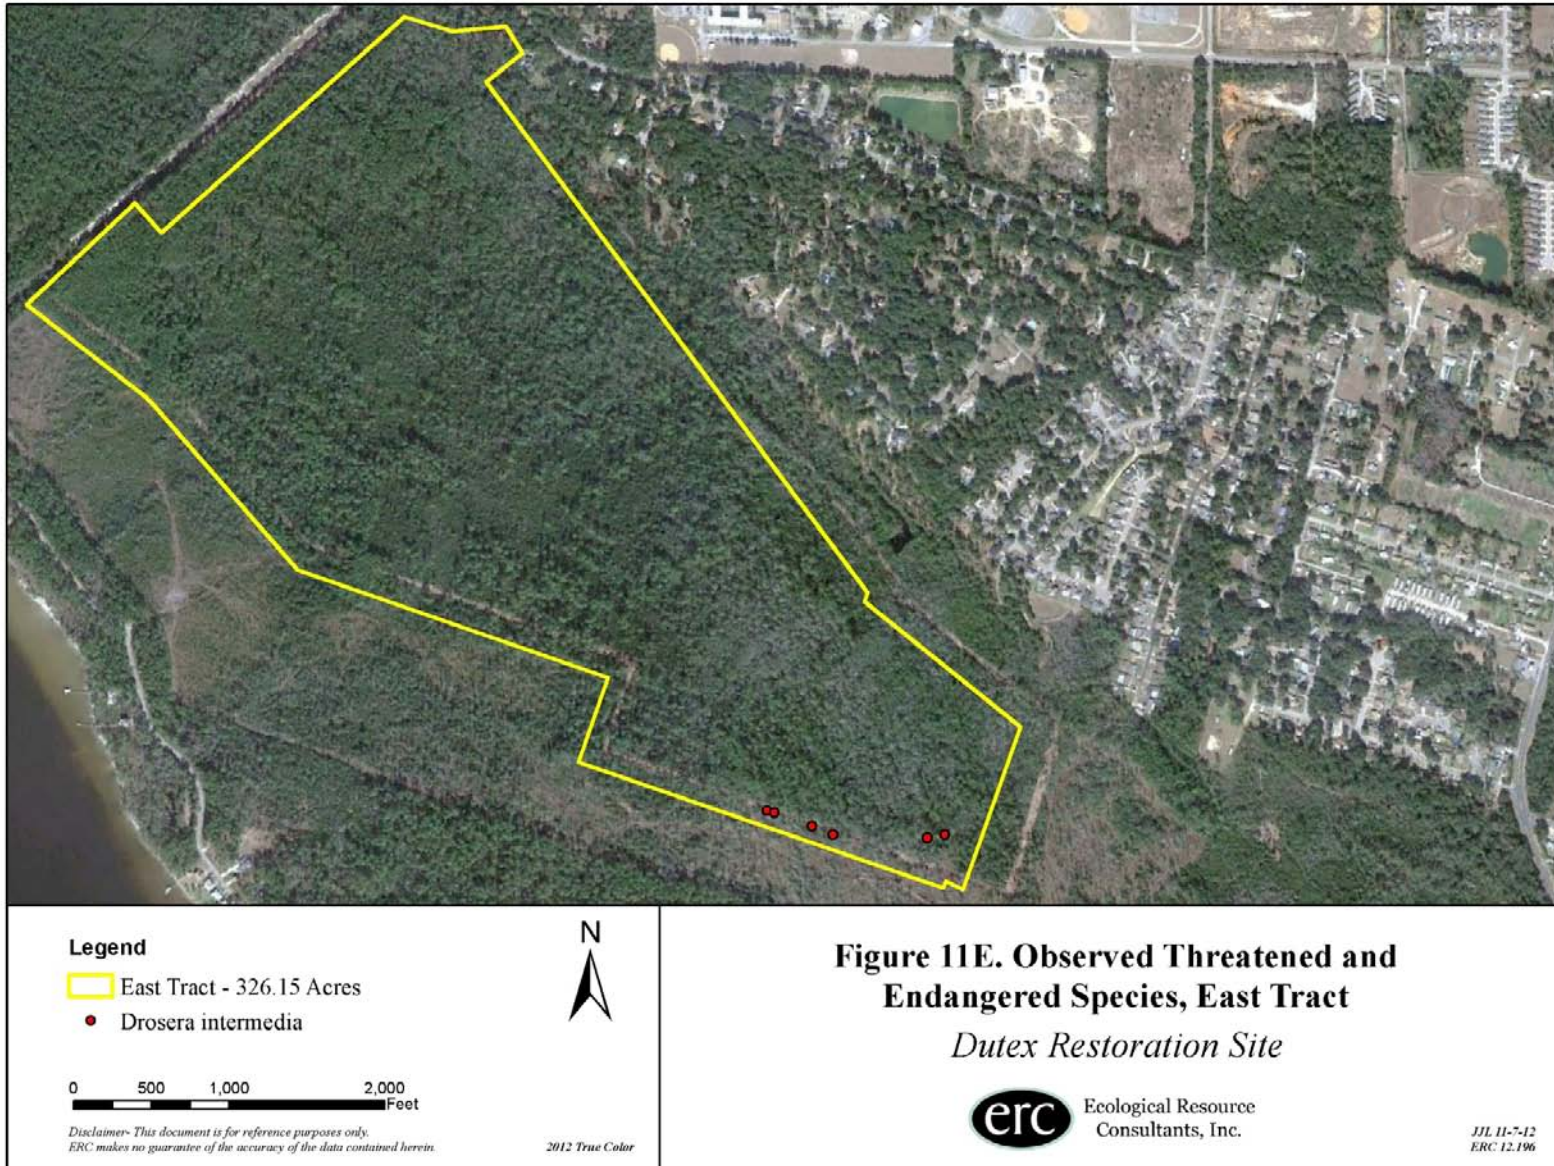 Legend
East Tract - 326.15 Acres
Drosera intermedia
0 500 1,000 2,000
Feet
Disclaimer- This document is for reference purposes only.
ERC makes no guarantee of the accuracy of the data contained herein.
N
2012 True Color
Figure 11E. Observed Threatened and
Endangered Species, East Tract
Dutex Restoration Site
erc
Ecological Resource
Consultants, Inc.
JJL 11-7-12
ERC 12.196